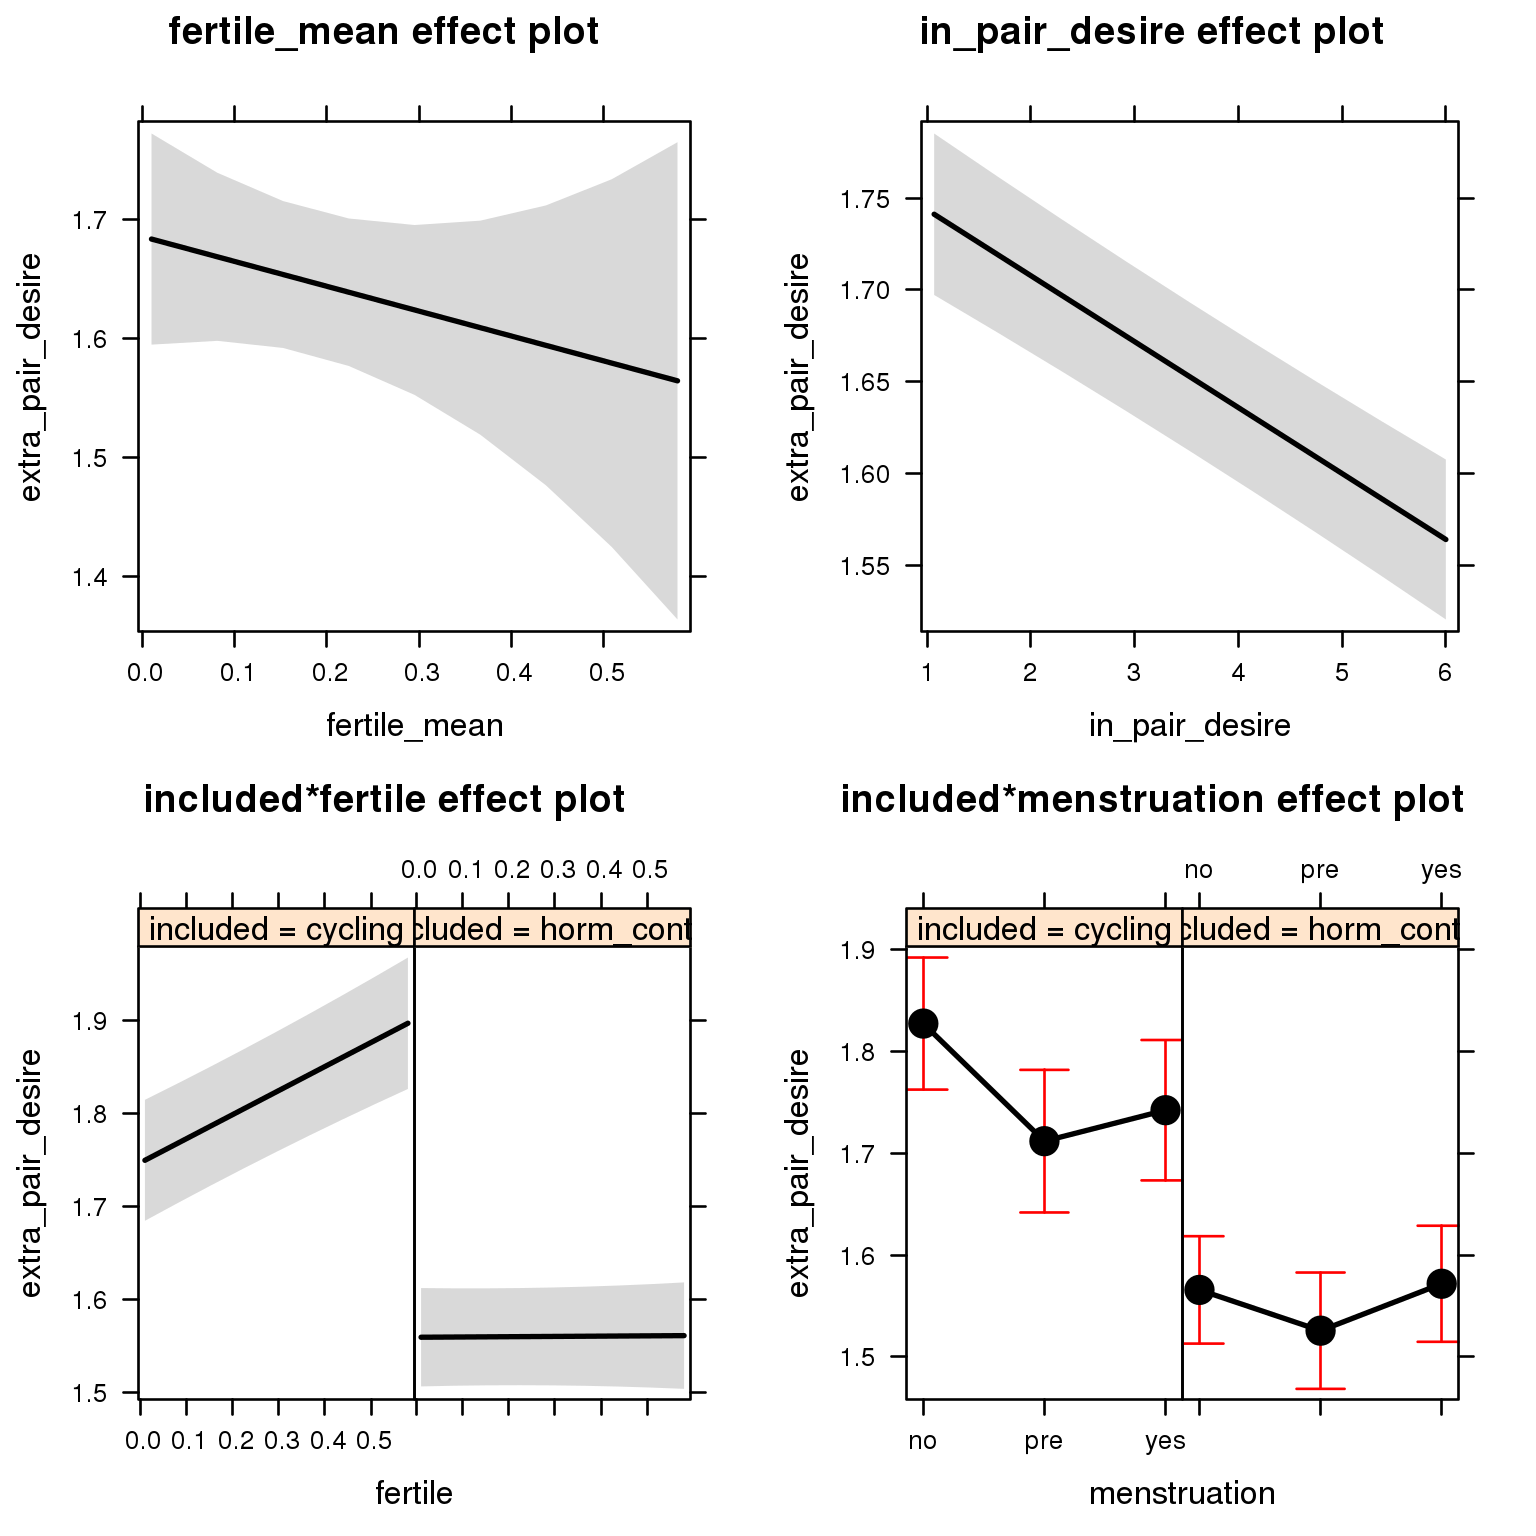 fertile_mean effect plot
extra_pair_desire
1.7
1.6
1.5
1.4
0.0 0.1 0.2 0.3 0.4 0.5
fertile_mean
in_pair_desire effect plot
extra_pair_desire
1.75
1.70
1.65
1.60
1.55
1 2 3 4 5 6
in_pair_desire
included*fertile effect plot
0.0 0.1 0.2 0.3 0.4 0.5
included = cycling
cluded = horm_cont
extra_pair_desire
1.9
1.8
1.7
1.6
1.5
0.0 0.1 0.2 0.3 0.4 0.5
fertile
included*menstruation effect plot
no pre yes
included = cycling
cluded = horm_cont
extra_pair_desire
1.9
1.8
1.7
1.6
1.5
no pre yes
menstruation